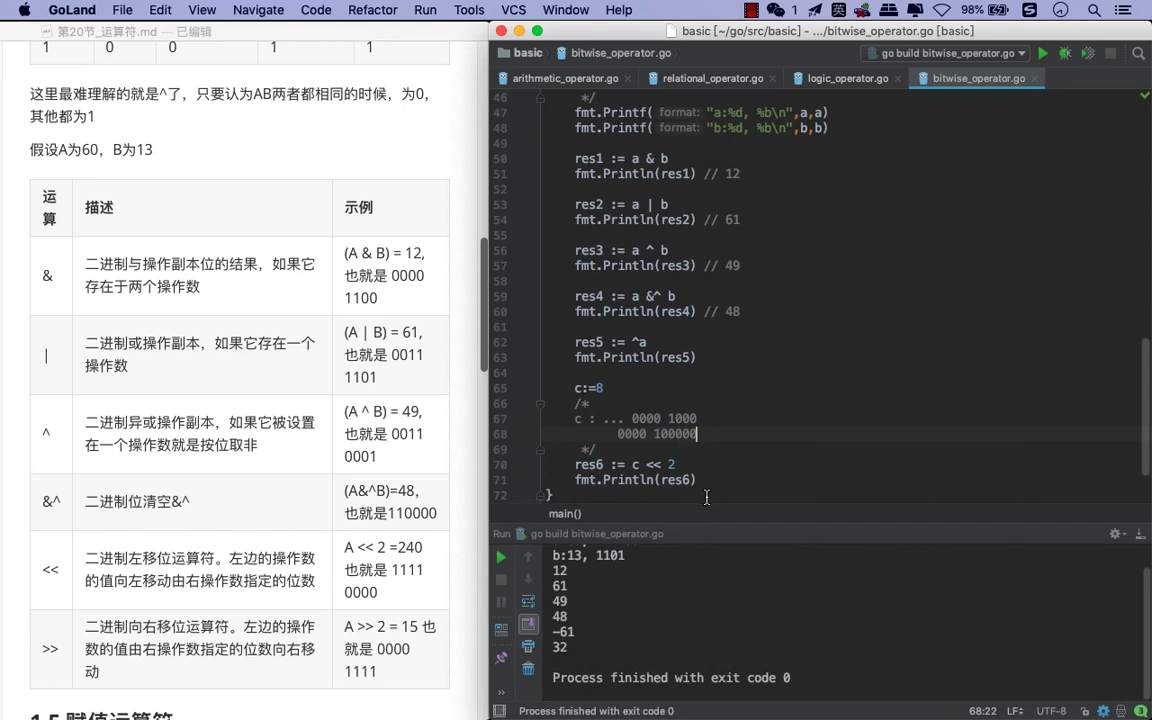 GoLand File Edit View Navigate Code Refactor Run Tools VCS Window Help
1 英 98% S
第20节_运算符.md — 已编辑
1 0 0 1 1
这里最难理解的就是^了，只要认为AB两者都相同的时候，为0，
其他都为1
假设A为60，B为13
运
算
描述
示例
&
二进制与操作副本位的结果，如果它
存在于两个操作数
(A & B) = 12,
也就是 0000
1100
|
二进制或操作副本，如果它存在一个
操作数
(A | B) = 61,
也就是 0011
1101
^
二进制异或操作副本，如果它被设置
在一个操作数就是按位取非
(A ^ B) = 49,
也就是 0011
0001
&^
二进制位清空&^
(A&^B)=48，
也就是110000
<<
二进制左移位运算符。左边的操作数
的值向左移动由右操作数指定的位数
A << 2 =240
也就是 1111
0000
>>
二进制向右移位运算符。左边的操作
数的值由右操作数指定的位数向右移
动
A >> 2 = 15 也
就是 0000
1111
1.5 赋值运算符
basic [~/go/src/basic] - .../bitwise_operator.go [basic]
basic bitwise_operator.go
go build bitwise_operator.go
arithmetic_operator.go relational_operator.go logic_operator.go bitwise_operator.go
46 */
47 fmt.Printf( format: "a:%d, %b\n",a,a)
48 fmt.Printf( format: "b:%d, %b\n",b,b)
49
50 res1 := a & b
51 fmt.Println(res1) // 12
52
53 res2 := a | b
54 fmt.Println(res2) // 61
55
56 res3 := a ^ b
57 fmt.Println(res3) // 49
58
59 res4 := a &^ b
60 fmt.Println(res4) // 48
61
62 res5 := ^a
63 fmt.Println(res5)
64
65 c:=8
66 /*
67 c : ... 0000 1000
68 0000 100000
69 */
70 res6 := c << 2
71 fmt.Println(res6)
72 }
main()
Run go build bitwise_operator.go
b:13, 1101
12
61
49
48
-61
32
Process finished with exit code 0
>>
Process finished with exit code 0
68:22 LF÷ UTF-8 3